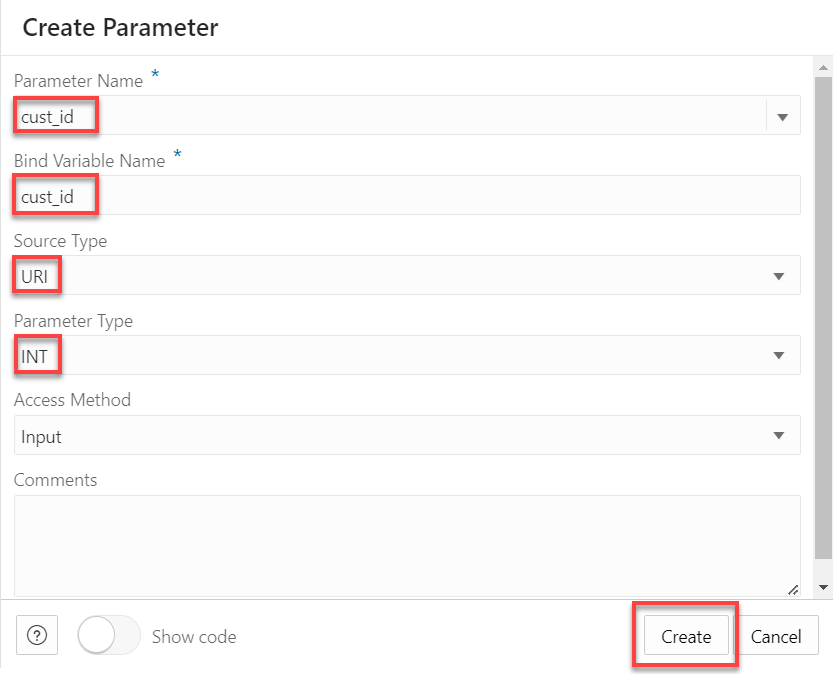 Create Parameter
Parameter Name *
cust_id
Bind Variable Name *
cust_id
Source Type
URI
Parameter Type
INT
Access Method
Input
Comments
? Show code Create Cancel